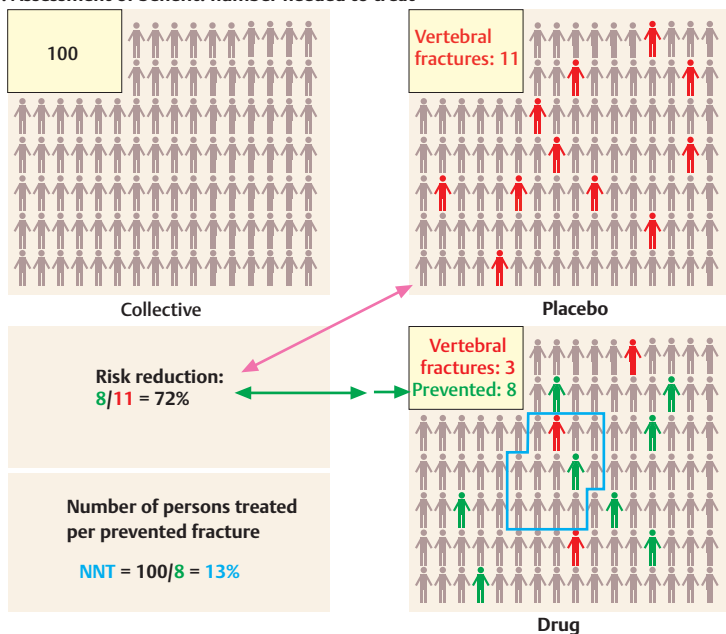 100
Vertebral
fractures: 11
Collective
Placebo
Risk reduction:
8/11 = 72%
Vertebral
fractures: 3
Prevented: 8
Number of persons treated
per prevented fracture
NNT = 100/8 = 13%
Drug